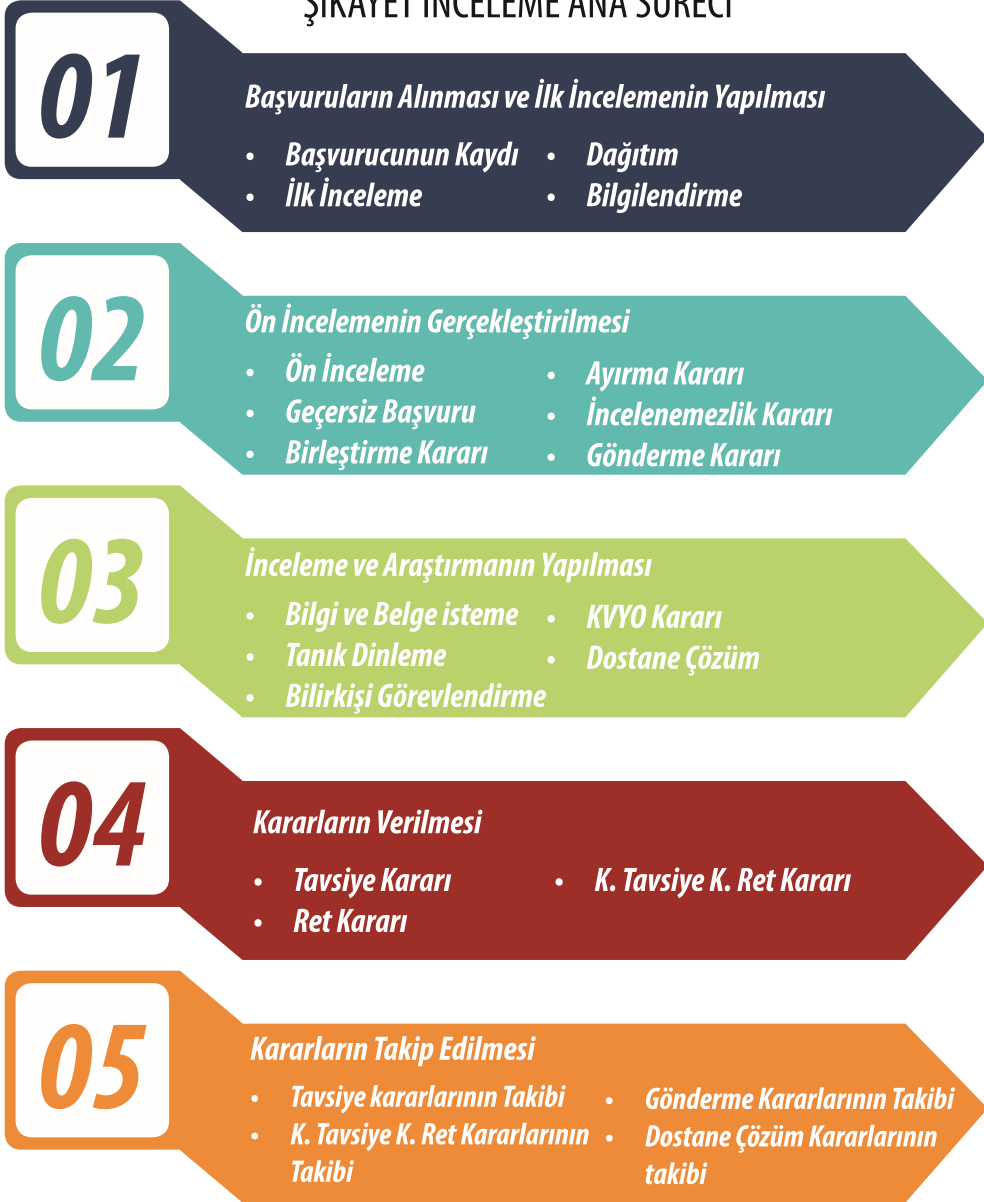 ŞİKAYET İNCELEME ANA SÜRECİ
01
Başvuruların Alınması ve İlk İncelemenin Yapılması
• Başvurucunun Kaydı
• İlk İnceleme
• Dağıtım
• Bilgilendirme
02
Ön İncelemenin Gerçekleştirilmesi
• Ön İnceleme
• Geçersiz Başvuru
• Birleştirme Kararı
• Ayırma Kararı
• İncelenemezlik Kararı
• Gönderme Kararı
03
İnceleme ve Araştırmanın Yapılması
• Bilgi ve Belge isteme
• Tanık Dinleme
• Bilirkişi Görevlendirme
• KVYO Kararı
• Dostane Çözüm
04
Kararların Verilmesi
• Tavsiye Kararı
• Ret Kararı
• K. Tavsiye K. Ret Kararı
05
Kararların Takip Edilmesi
• Tavsiye kararlarının Takibi
• K. Tavsiye K. Ret Kararlarının
Takibi
• Gönderme Kararlarının Takibi
• Dostane Çözüm Kararlarının
takibi